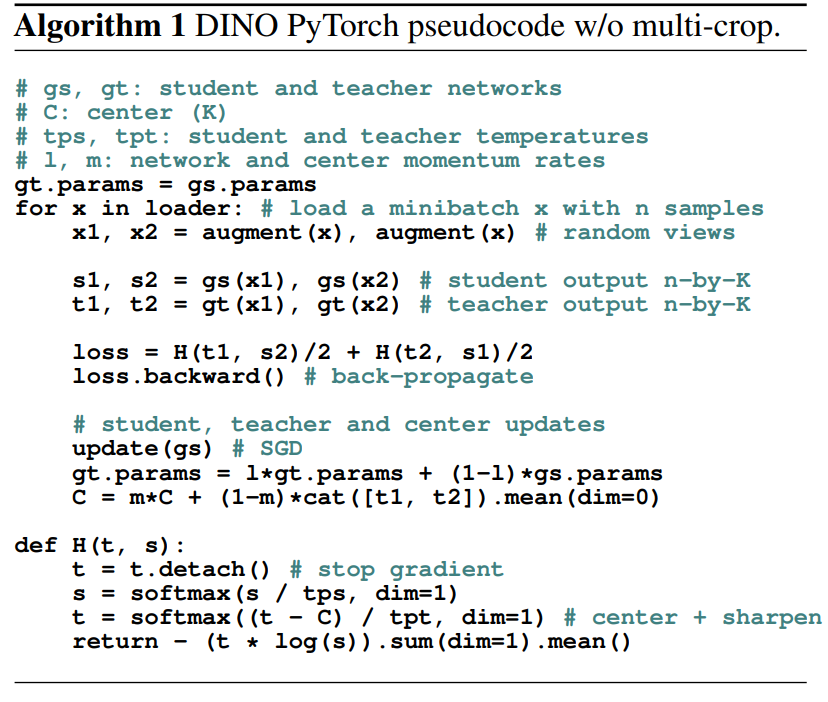 Algorithm 1 DINO PyTorch pseudocode w/o multi-crop.
# gs, gt: student and teacher networks
# C: center (K)
# tps, tpt: student and teacher temperatures
# l, m: network and center momentum rates
gt.params = gs.params
for x in loader: # load a minibatch x with n samples
    x1, x2 = augment(x), augment(x) # random views

    s1, s2 = gs(x1), gs(x2) # student output n-by-K
    t1, t2 = gt(x1), gt(x2) # teacher output n-by-K

    loss = H(t1, s2)/2 + H(t2, s1)/2
    loss.backward() # back-propagate

    # student, teacher and center updates
    update(gs) # SGD
    gt.params = l*gt.params + (1-l)*gs.params
    C = m*C + (1-m)*cat([t1, t2]).mean(dim=0)

def H(t, s):
    t = t.detach() # stop gradient
    s = softmax(s / tps, dim=1)
    t = softmax((t - C) / tpt, dim=1) # center + sharpen
    return - (t * log(s)).sum(dim=1).mean()